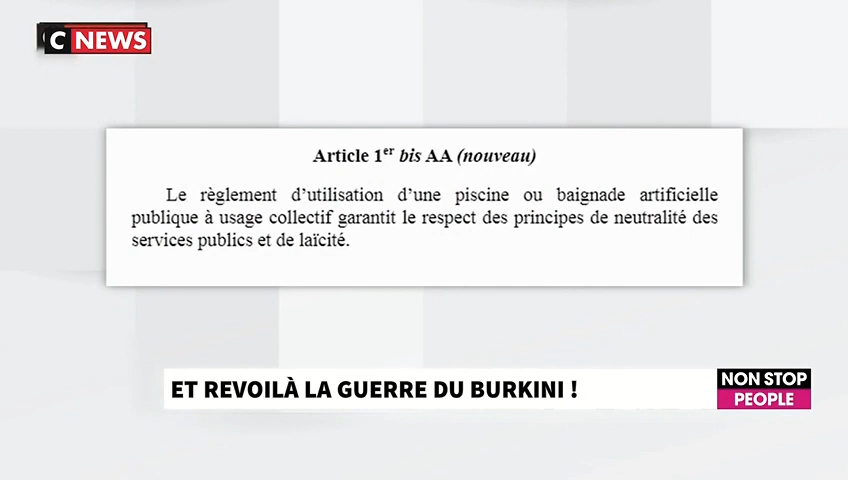 C NEWS
Article 1er bis AA (nouveau)
Le règlement d'utilisation d'une piscine ou baignade artificielle
publique à usage collectif garantit le respect des principes de neutralité des
services publics et de laïcité.
ET REVOILÀ LA GUERRE DU BURKINI !
NON STOP
PEOPLE